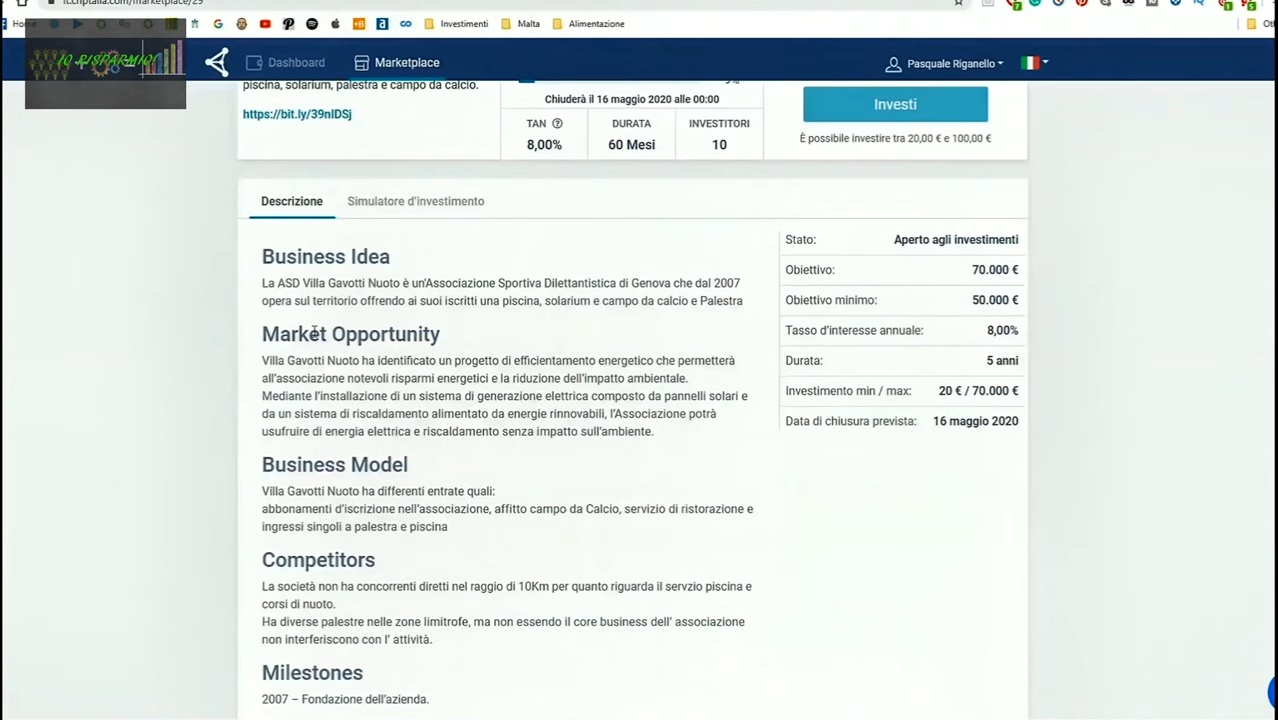 it.criptalia.com/marketplace/29
Home
Investimenti
Malta
Alimentazione
IO RISPARMIO!
Dashboard
Marketplace
Pasquale Riganello
piscina, solarium, palestra e campo da calcio.
https://bit.ly/39nlDSj
Chiuderà il 16 maggio 2020 alle 00:00
TAN
DURATA
INVESTITORI
8,00%
60 Mesi
10
Investi
È possibile investire tra 20,00 € e 100,00 €
Descrizione
Simulatore d'investimento
Business Idea
La ASD Villa Gavotti Nuoto è un'Associazione Sportiva Dilettantistica di Genova che dal 2007
opera sul territorio offrendo ai suoi iscritti una piscina, solarium e campo da calcio e Palestra
Market Opportunity
Villa Gavotti Nuoto ha identificato un progetto di efficientamento energetico che permetterà
all'associazione notevoli risparmi energetici e la riduzione dell'impatto ambientale.
Mediante l'installazione di un sistema di generazione elettrica composto da pannelli solari e
da un sistema di riscaldamento alimentato da energie rinnovabili, l'Associazione potrà
usufruire di energia elettrica e riscaldamento senza impatto sull'ambiente.
Business Model
Villa Gavotti Nuoto ha differenti entrate quali:
abbonamenti d'iscrizione nell'associazione, affitto campo da Calcio, servizio di ristorazione e
ingressi singoli a palestra e piscina
Competitors
La società non ha concorrenti diretti nel raggio di 10Km per quanto riguarda il servzio piscina e
corsi di nuoto.
Ha diverse palestre nelle zone limitrofe, ma non essendo il core business dell' associazione
non interferiscono con l' attività.
Milestones
2007 – Fondazione dell'azienda.
Stato: Aperto agli investimenti
Obiettivo: 70.000 €
Obiettivo minimo: 50.000 €
Tasso d'interesse annuale: 8,00%
Durata: 5 anni
Investimento min / max: 20 € / 70.000 €
Data di chiusura prevista: 16 maggio 2020